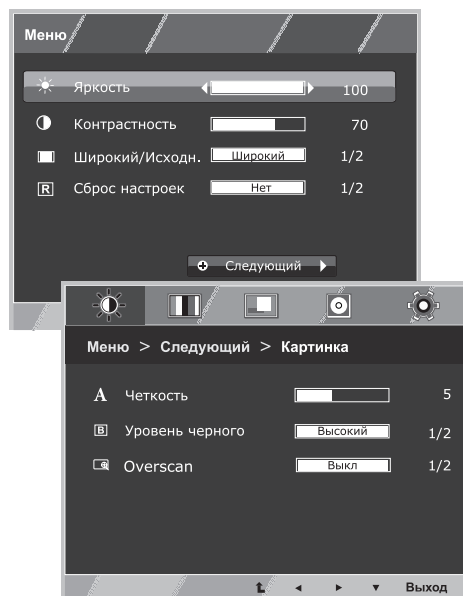 Меню
Яркость 100
Контрастность 70
Широкий/Исходн. Широкий 1/2
R Сброс настроек Нет 1/2
Следующий
Меню > Следующий > Картинка
A Четкость 5
B Уровень черного Высокий 1/2
Overscan Выкл 1/2
Выход